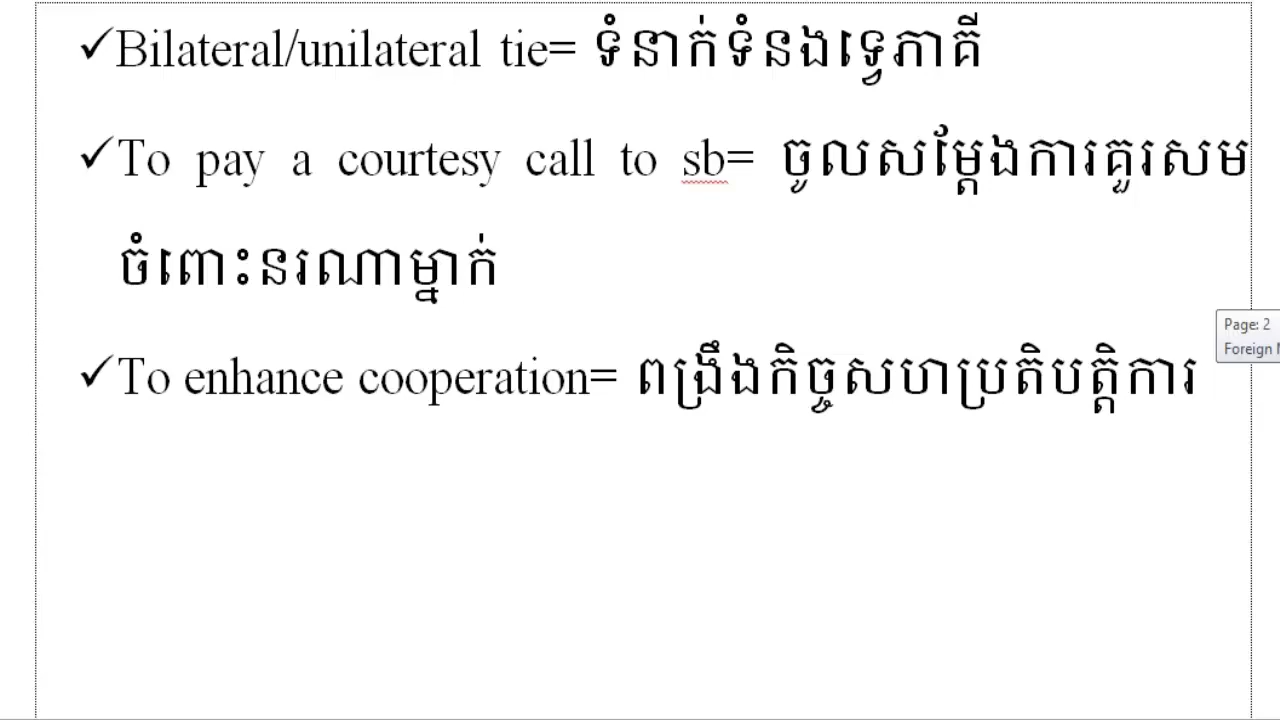 ✓Bilateral/unilateral tie= ទំនាក់ទំនងទ្វេភាគី
✓To pay a courtesy call to sb= ចូលសម្ដែងការគួរសម
ចំពោះនរណាម្នាក់
Page: 2
Foreign
✓To enhance cooperation= ពង្រឹងកិច្ចសហប្រតិបត្តិការ